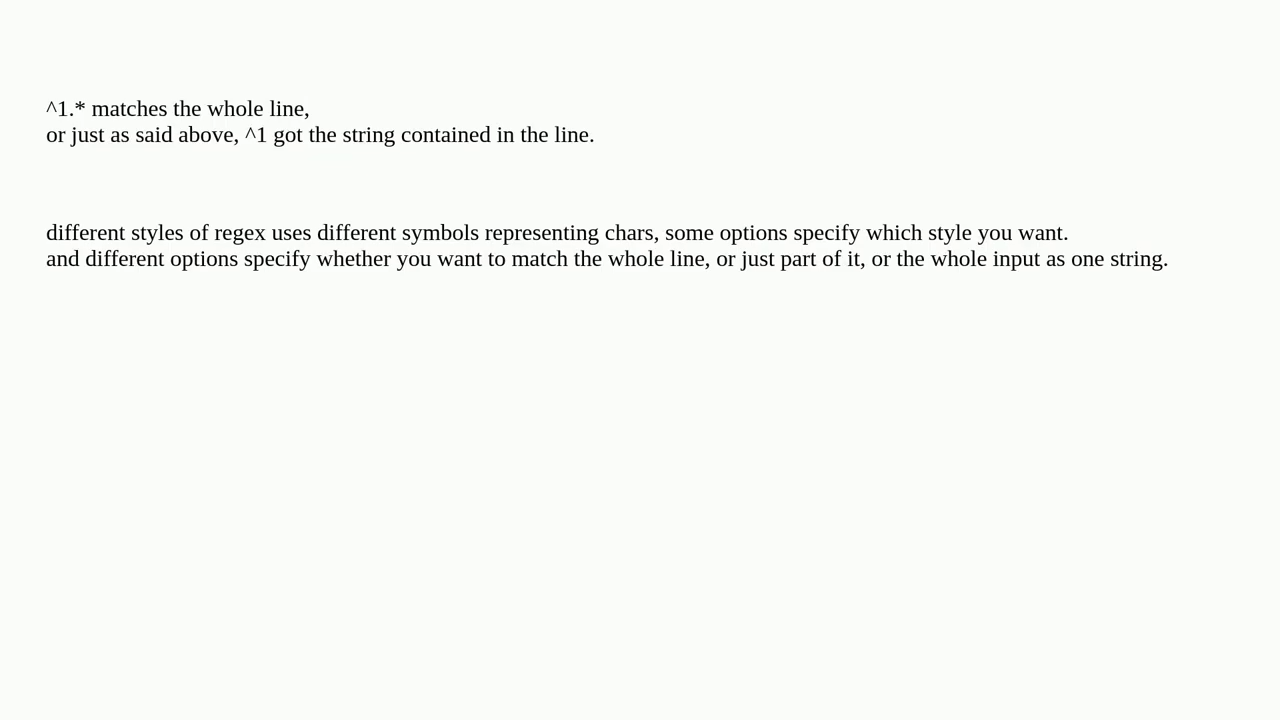 ^1.* matches the whole line,
or just as said above, ^1 got the string contained in the line.
different styles of regex uses different symbols representing chars, some options specify which style you want.
and different options specify whether you want to match the whole line, or just part of it, or the whole input as one string.